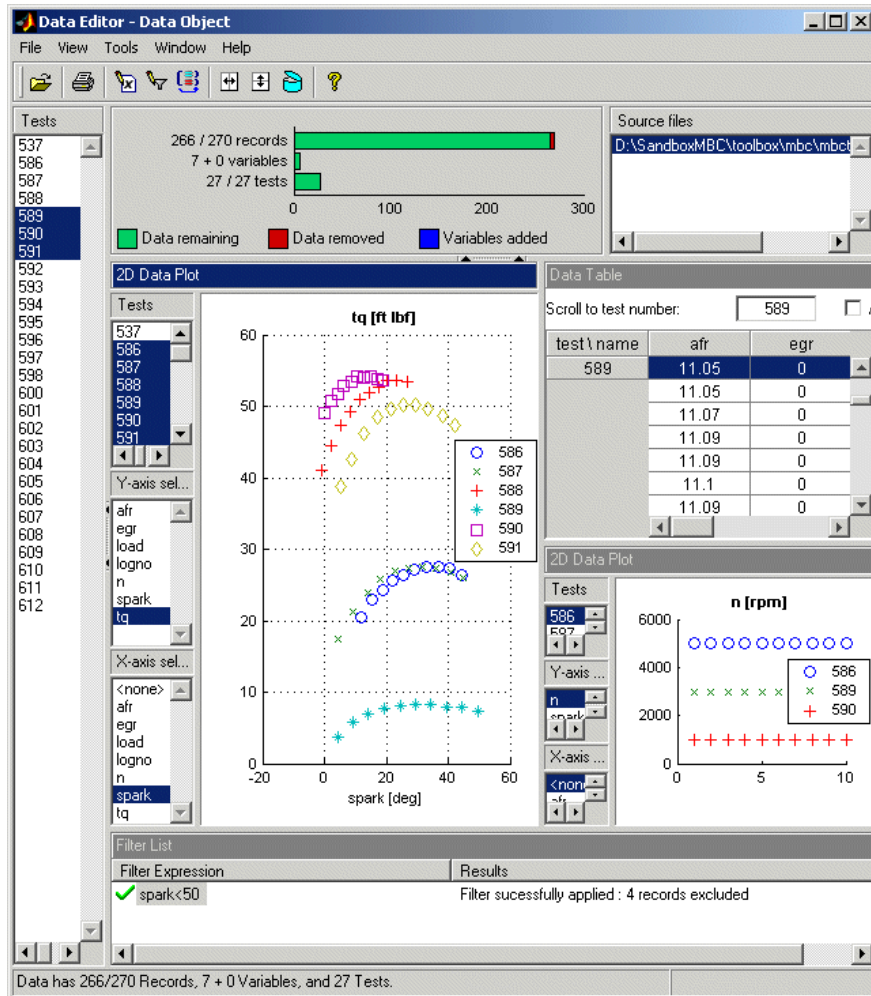 Data Editor - Data Object
File View Tools Window Help
Tests
537
586
587
588
589
590
591
592
593
594
595
596
597
598
600
601
602
603
604
605
606
607
608
609
610
611
612
266 / 270 records
7 + 0 variables
27 / 27 tests
0 100 200 300
Data remaining Data removed Variables added
Source files
D:\SandboxMBC\toolbox\mbc\mbct
2D Data Plot
Tests
537
586
587
588
589
590
591
Y-axis sel...
afr
egr
load
logno
n
spark
tq
X-axis sel...
<none>
afr
egr
load
logno
n
spark
tq
tq [ft lbf]
60
50
40
30
20
10
0
-20 0 20 40 60
spark [deg]
586
587
588
589
590
591
Data Table
Scroll to test number: 589
test \ name afr egr
589 11.05 0
11.05 0
11.07 0
11.09 0
11.09 0
11.1 0
11.09 0
2D Data Plot
Tests
586
587
Y-axis ...
n
spark
X-axis ...
<none
afr
n [rpm]
6000
4000
2000
0
0 5 10
586
589
590
Filter List
Filter Expression Results
spark<50 Filter sucessfully applied : 4 records excluded
Data has 266/270 Records, 7 + 0 Variables, and 27 Tests.